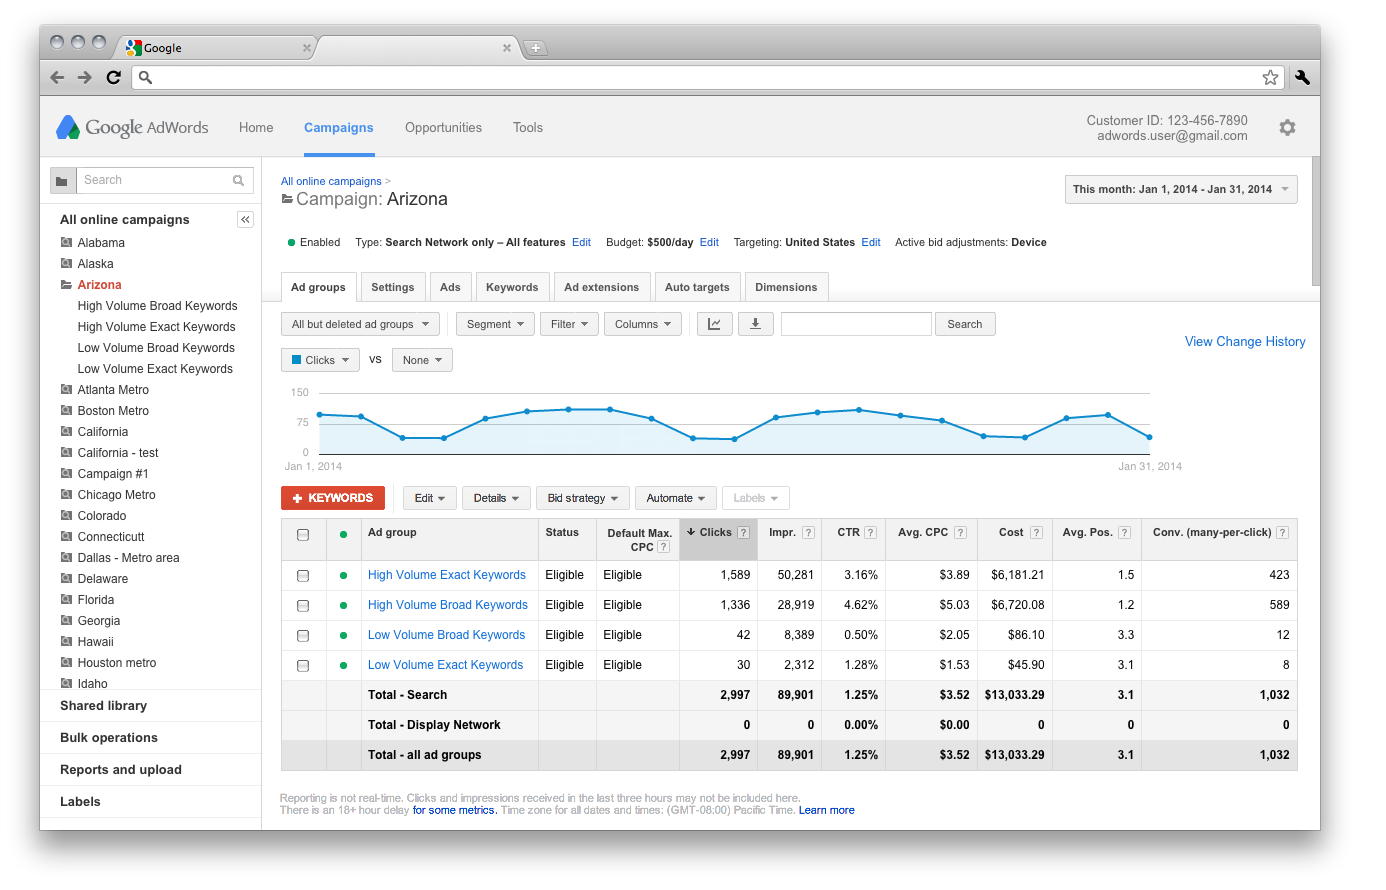 Google
Google AdWords Home Campaigns Opportunities Tools
Customer ID: 123-456-7890
adwords.user@gmail.com
Search
All online campaigns
Alabama
Alaska
Arizona
High Volume Broad Keywords
High Volume Exact Keywords
Low Volume Broad Keywords
Low Volume Exact Keywords
Atlanta Metro
Boston Metro
California
California - test
Campaign #1
Chicago Metro
Colorado
Connecticutt
Dallas - Metro area
Delaware
Florida
Georgia
Hawaii
Houston metro
Idaho
Shared library
Bulk operations
Reports and upload
Labels
All online campaigns >
Campaign: Arizona
This month: Jan 1, 2014 - Jan 31, 2014
Enabled Type: Search Network only – All features Edit Budget: $500/day Edit Targeting: United States Edit Active bid adjustments: Device
Ad groups Settings Ads Keywords Ad extensions Auto targets Dimensions
All but deleted ad groups Segment Filter Columns Search
View Change History
Clicks VS None
150
75
0
Jan 1, 2014 Jan 31, 2014
+ KEYWORDS Edit Details Bid strategy Automate Labels
Ad group Status Default Max. CPC ? Clicks ? Impr. ? CTR ? Avg. CPC ? Cost ? Avg. Pos. ? Conv. (many-per-click) ?
High Volume Exact Keywords Eligible Eligible 1,589 50,281 3.16% $3.89 $6,181.21 1.5 423
High Volume Broad Keywords Eligible Eligible 1,336 28,919 4.62% $5.03 $6,720.08 1.2 589
Low Volume Broad Keywords Eligible Eligible 42 8,389 0.50% $2.05 $86.10 3.3 12
Low Volume Exact Keywords Eligible Eligible 30 2,312 1.28% $1.53 $45.90 3.1 8
Total - Search 2,997 89,901 1.25% $3.52 $13,033.29 3.1 1,032
Total - Display Network 0 0 0.00% $0.00 0 0 0
Total - all ad groups 2,997 89,901 1.25% $3.52 $13,033.29 3.1 1,032
Reporting is not real-time. Clicks and impressions received in the last three hours may not be included here.
There is an 18+ hour delay for some metrics. Time zone for all dates and times: (GMT-08:00) Pacific Time. Learn more